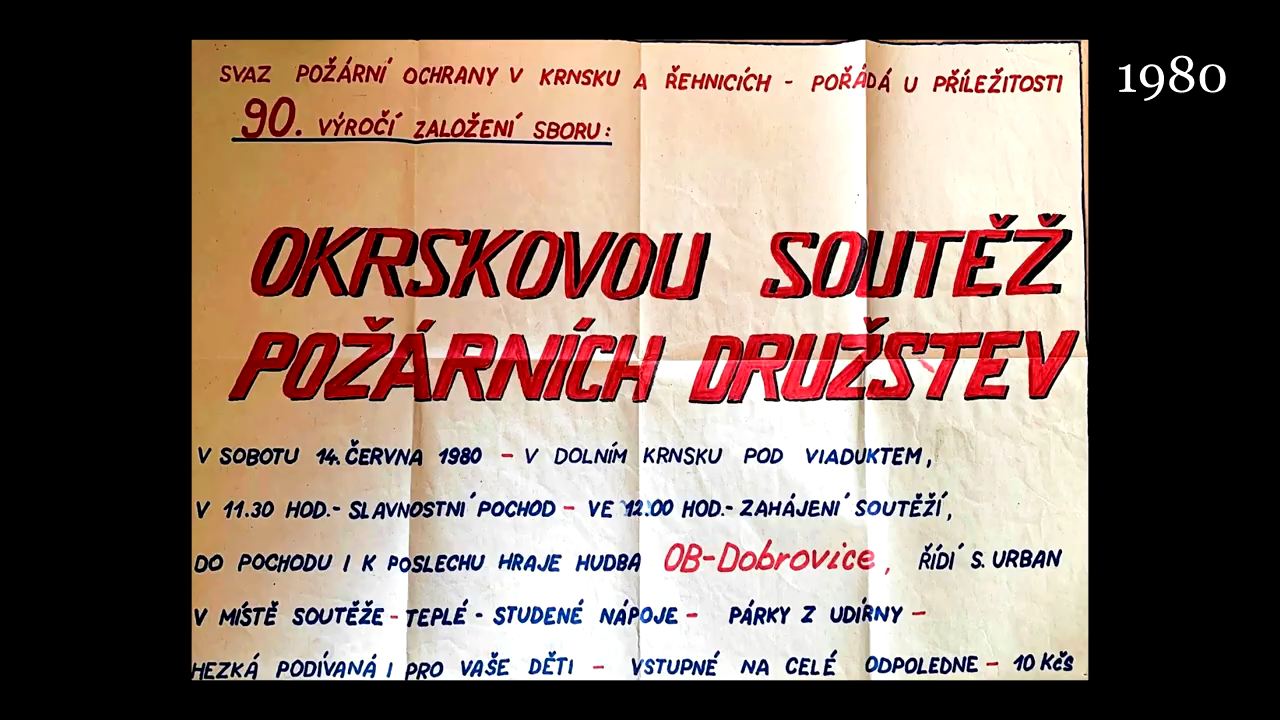 1980
SVAZ POŽÁRNÍ OCHRANY V KRNSKU A ŘEHNICÍCH - POŘÁDÁ U PŘÍLEŽITOSTI
90. VÝROČÍ ZALOŽENÍ SBORU:
OKRSKOVOU SOUTĚŽ
POŽÁRNÍCH DRUŽSTEV
V SOBOTU 14. ČERVNA 1980 - V DOLNÍM KRNSKU POD VIADUKTEM,
V 11.30 HOD.- SLAVNOSTNÍ POCHOD - VE 12.00 HOD.- ZAHÁJENÍ SOUTĚŽÍ,
DO POCHODU I K POSLECHU HRAJE HUDBA OB-Dobrovice, ŘÍDÍ S. URBAN
V MÍSTĚ SOUTĚŽE - TEPLÉ - STUDENÉ NÁPOJE - PÁRKY Z UDÍRNY -
HEZKÁ PODÍVANÁ I PRO VAŠE DĚTI - VSTUPNÉ NA CELÉ ODPOLEDNE - 10 Kčs